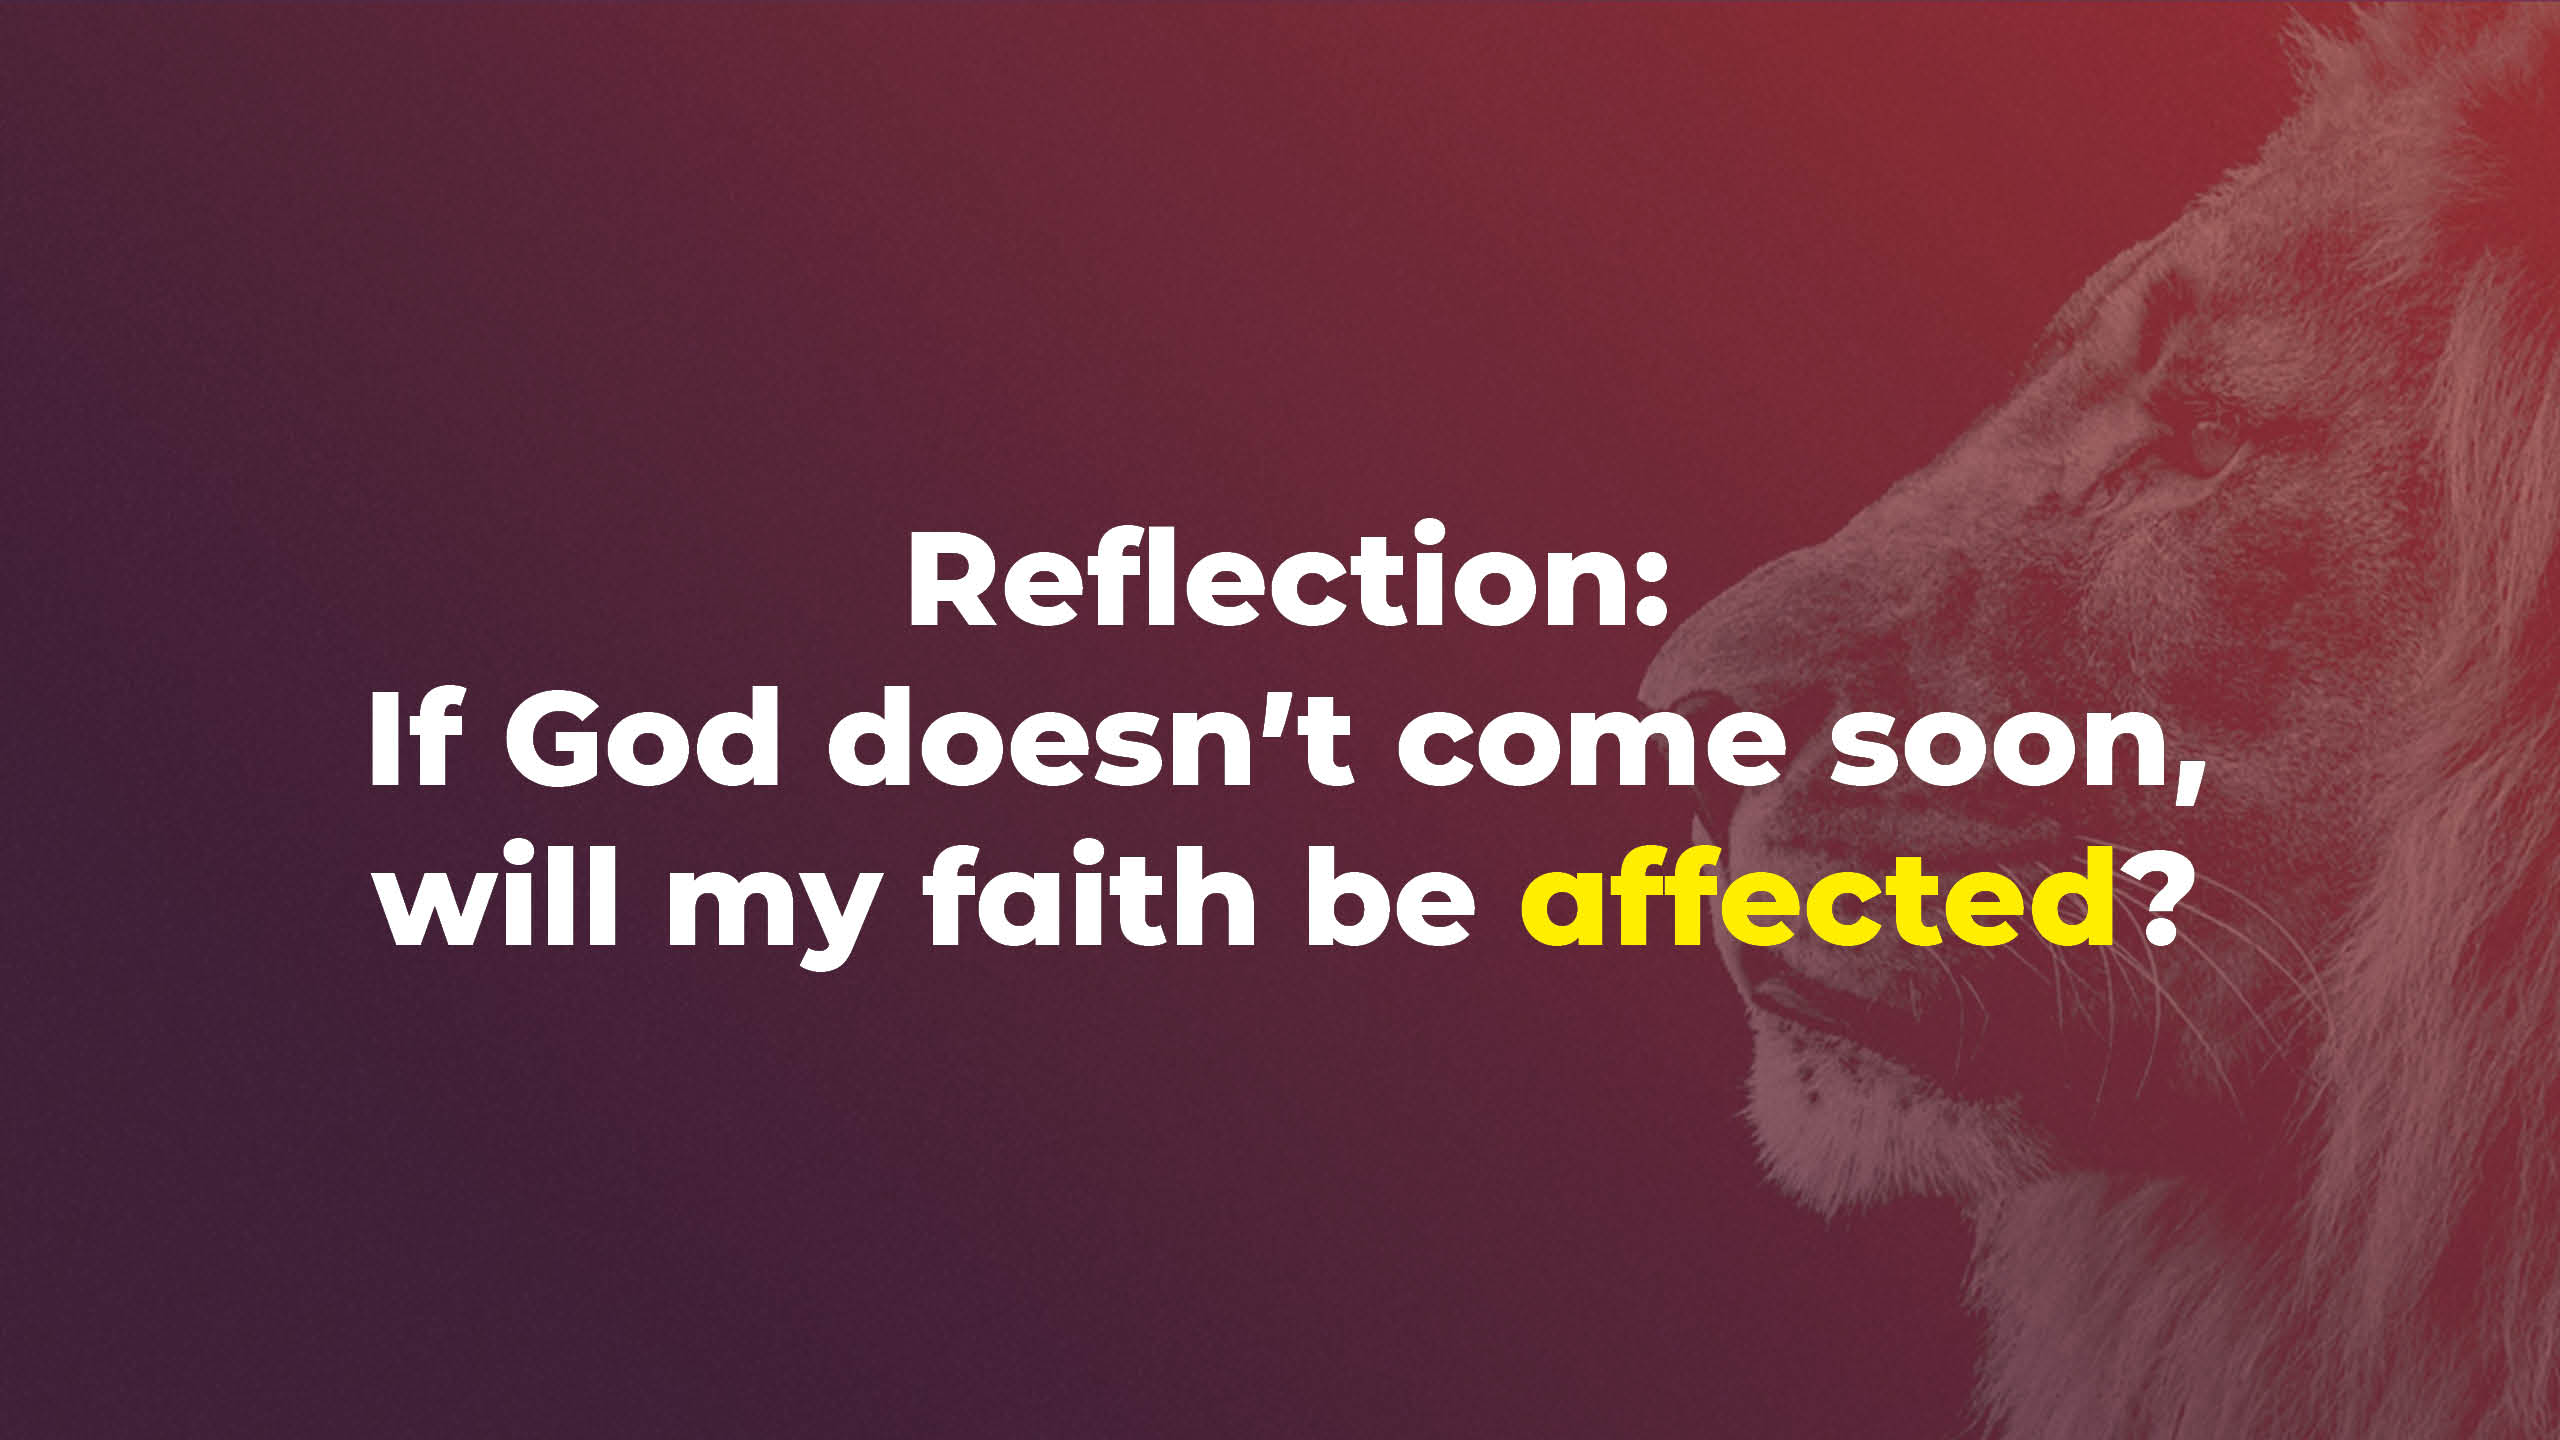 Reflection:
If God doesn’t come soon,
will my faith be affected?